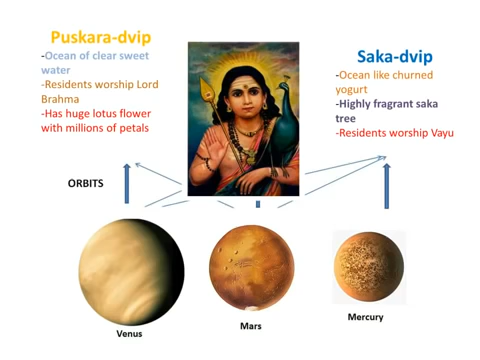 Puskara-dvip
-Ocean of clear sweet
water
-Residents worship Lord
Brahma
-Has huge lotus flower
with millions of petals
Saka-dvip
-Ocean like churned
yogurt
-Highly fragrant saka
tree
-Residents worship Vayu
ORBITS
Venus
Mars
Mercury